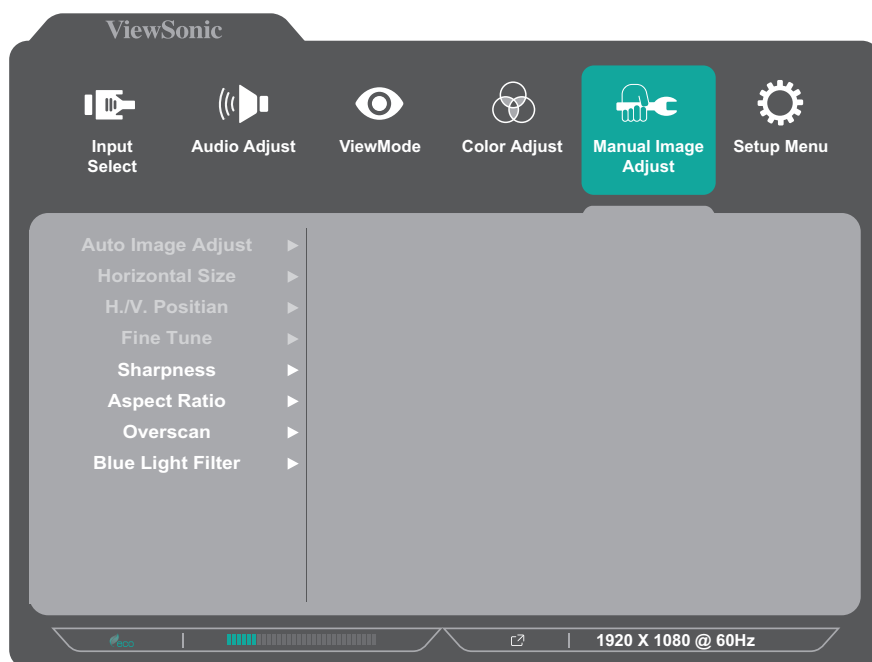 ViewSonic
Input
Select
Audio Adjust
ViewMode
Color Adjust
Manual Image
Adjust
Setup Menu
Auto Image Adjust
Horizontal Size
H./V. Positian
Fine Tune
Sharpness
Aspect Ratio
Overscan
Blue Light Filter
eco
1920 X 1080 @ 60Hz